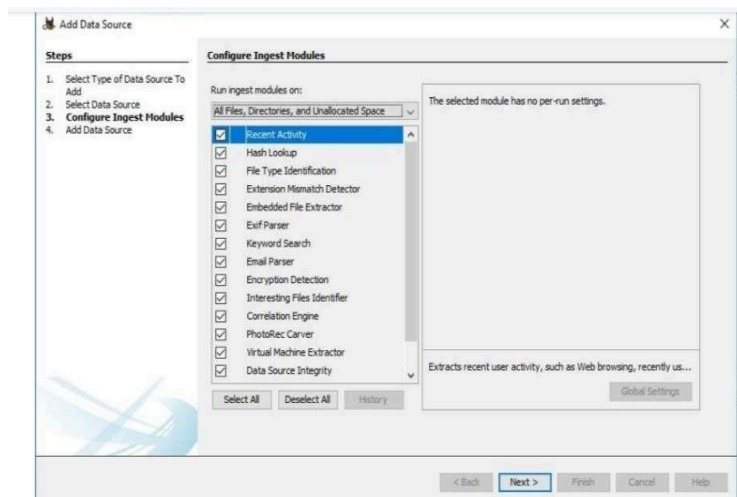 Add Data Source
Steps
1. Select Type of Data Source To
Add
2. Select Data Source
3. Configure Ingest Modules
4. Add Data Source
Configure Ingest Modules
Run ingest modules on:
All Files, Directories, and Unallocated Space
Recent Activity
Hash Lookup
File Type Identification
Extension Mismatch Detector
Embedded File Extractor
Exif Parser
Keyword Search
Email Parser
Encryption Detection
Interesting Files Identifier
Correlation Engine
PhotoRec Carver
Virtual Machine Extractor
Data Source Integrity
Select All Deselect All History
The selected module has no per-run settings.
Extracts recent user activity, such as Web browsing, recently us...
Global Settings
< Back Next > Finish Cancel Help